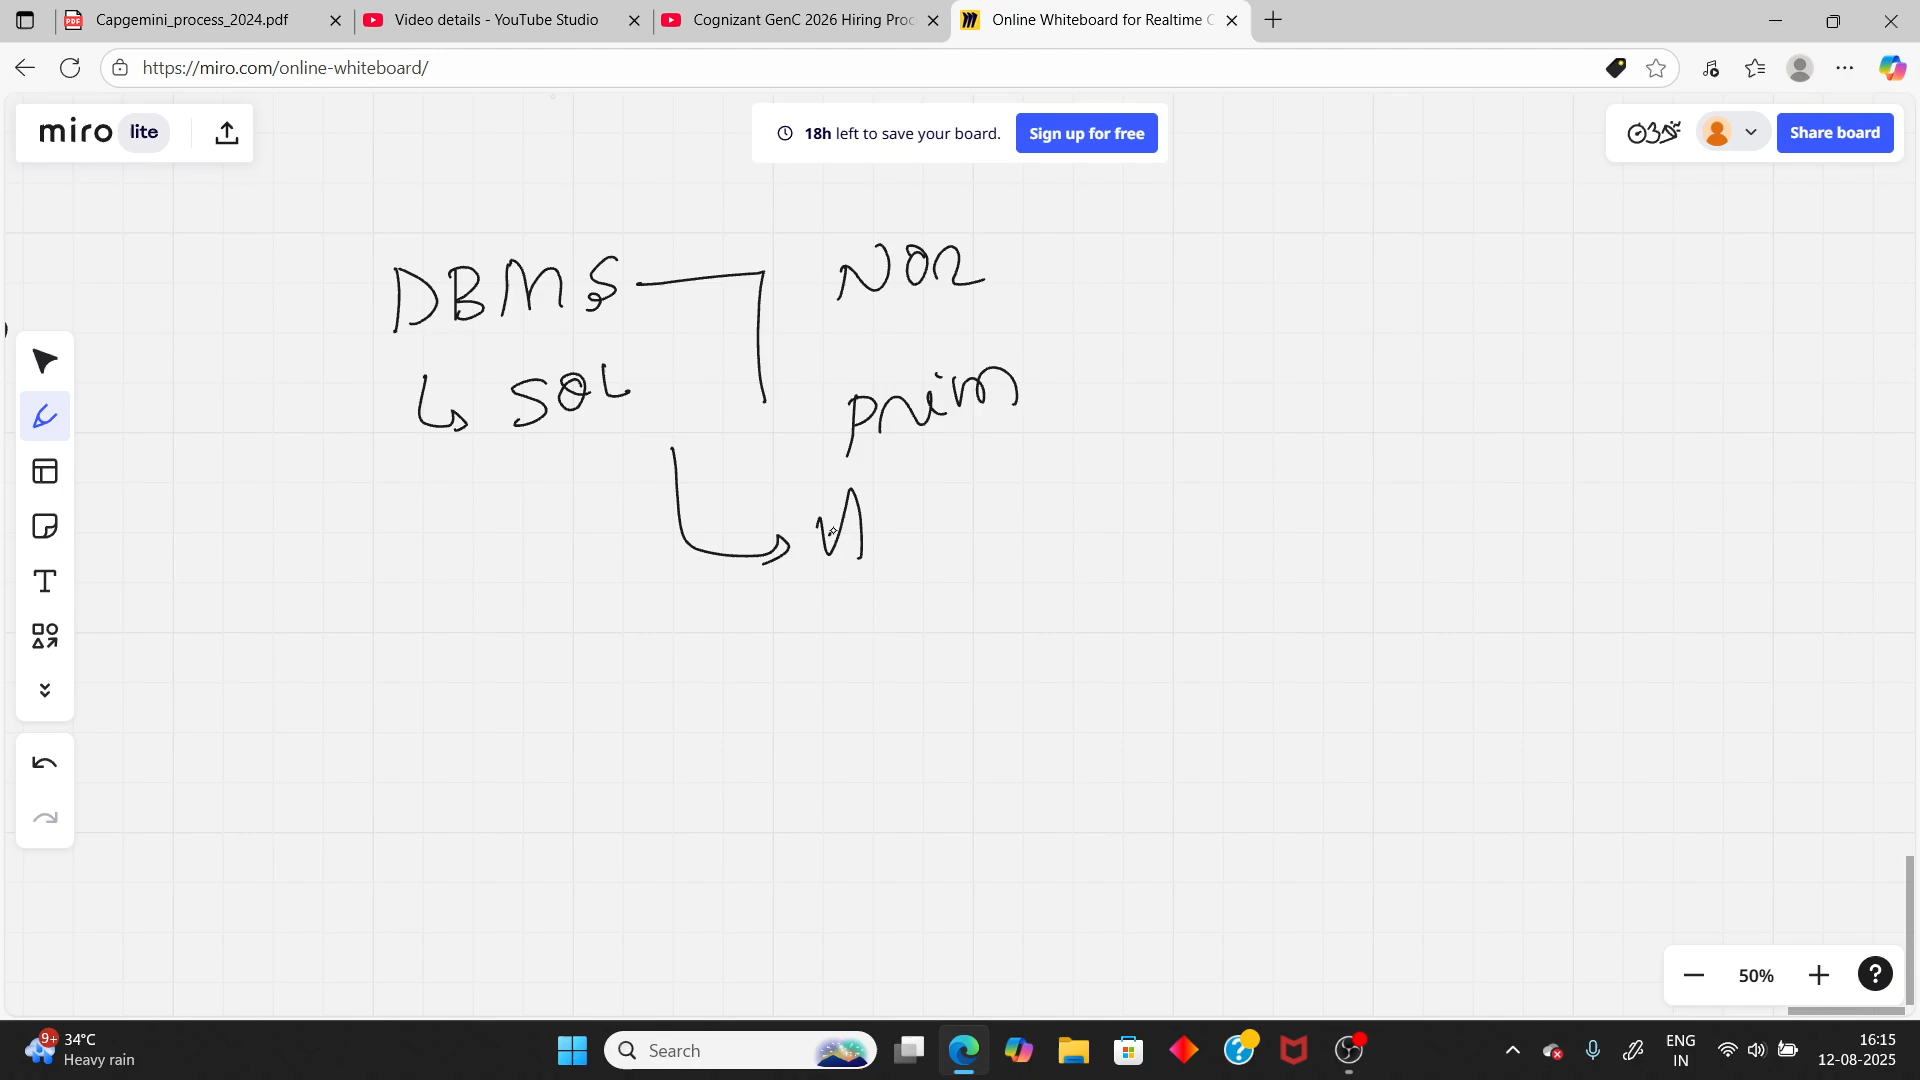 Capgemini_process_2024.pdf
Video details - YouTube Studio
Cognizant GenC 2026 Hiring Proc
Online Whiteboard for Realtime C
https://miro.com/online-whiteboard/
miro lite
18h left to save your board.
Sign up for free
Share board
DBMS
NOR
SQL
prim
50%
34°C
Heavy rain
9+
Search
ENG
IN
16:15
12-08-2025